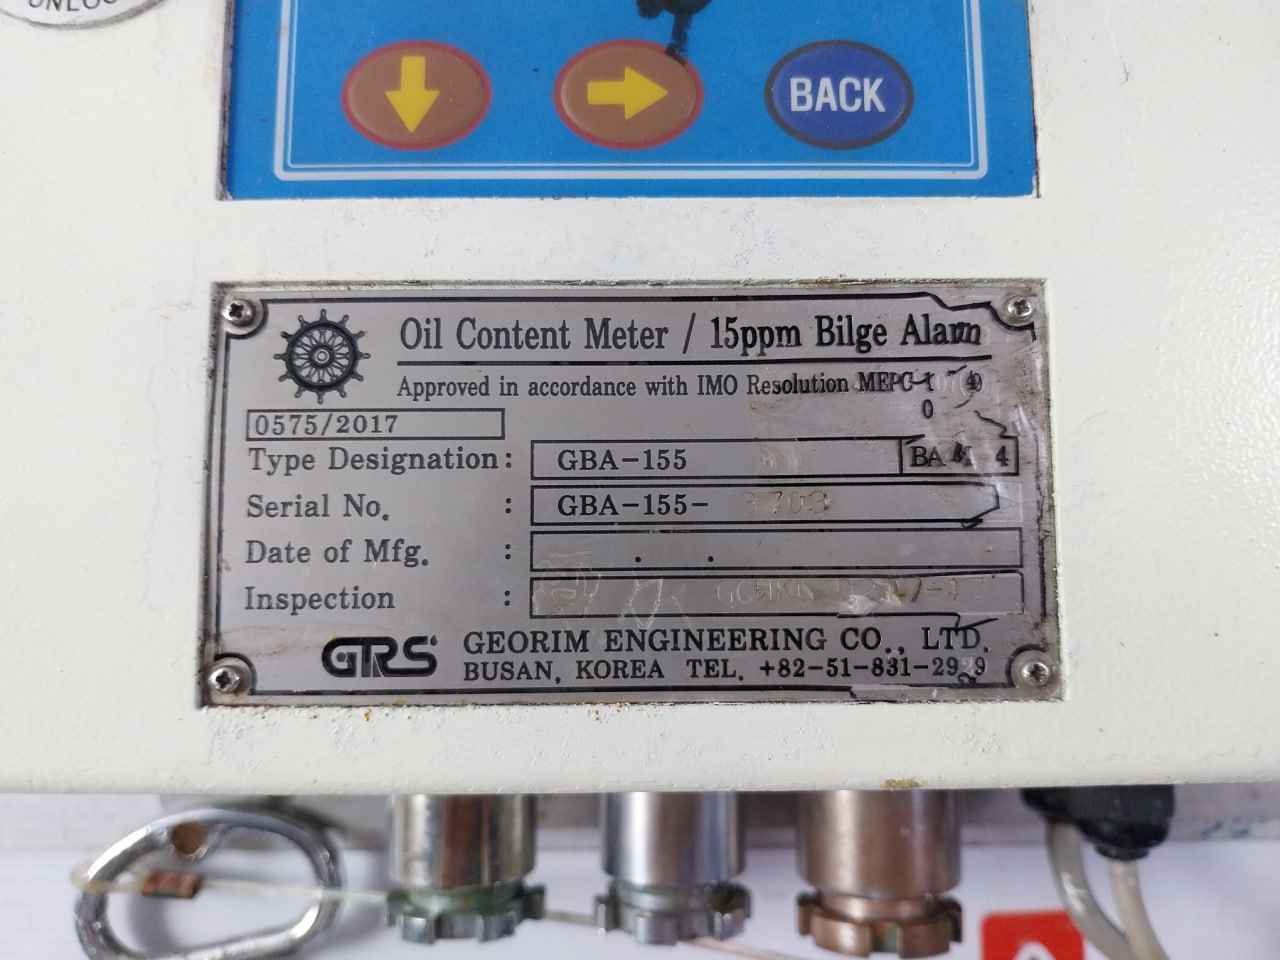 BACK
Oil Content Meter / 15ppm Bilge Alarm
Approved in accordance with IMO Resolution
0575/2017
Type Designation: GBA-155
Serial No. : GBA-155-
Date of Mfg. : . .
Inspection :
GRS
GEORIM ENGINEERING CO., LTD.
BUSAN, KOREA TEL.